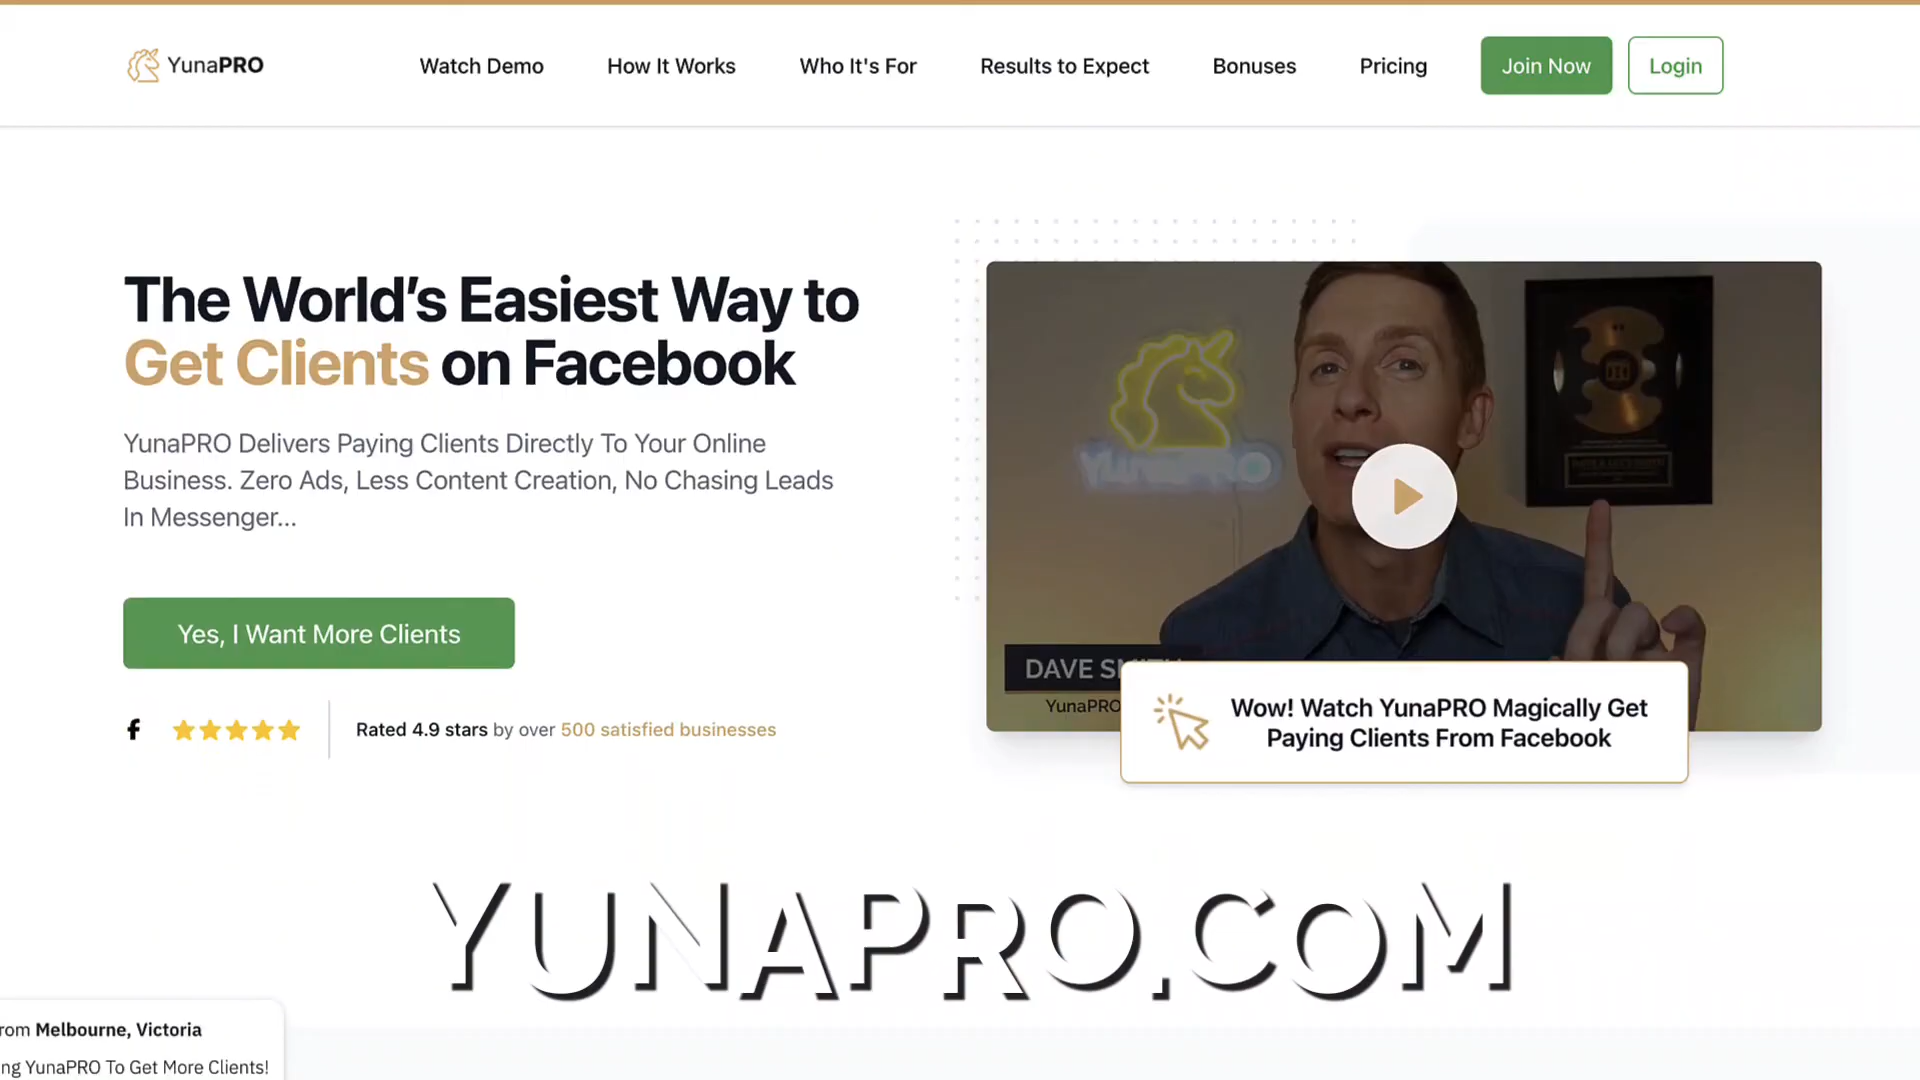 YunaPRO
Watch Demo
How It Works
Who It's For
Results to Expect
Bonuses
Pricing
Join Now
Login
The World’s Easiest Way to
Get Clients on Facebook
YunaPRO Delivers Paying Clients Directly To Your Online
Business. Zero Ads, Less Content Creation, No Chasing Leads
In Messenger...
Yes, I Want More Clients
Rated 4.9 stars by over 500 satisfied businesses
YunaPRO
DAVE SMITH
YunaPRO
Wow! Watch YunaPRO Magically Get
Paying Clients From Facebook
YUNAPRO.COM
rom Melbourne, Victoria
ng YunaPRO To Get More Clients!